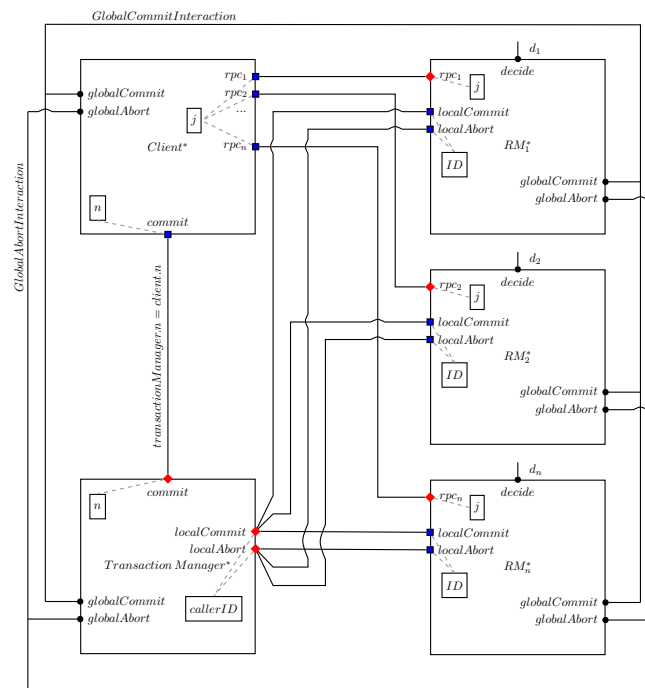 GlobalCommitInteraction
GlobalAbortInteraction
globalCommit
globalAbort
rpc₁
rpc₂
...
rpcₙ
j
Client*
n
commit
transactionManager.n = client.n
n
commit
localCommit
localAbort
Transaction Manager*
callerID
globalCommit
globalAbort
d₁
decide
rpc₁
j
localCommit
localAbort
RM₁*
ID
globalCommit
globalAbort
d₂
decide
rpc₂
j
localCommit
localAbort
RM₂*
ID
globalCommit
globalAbort
dₙ
decide
rpcₙ
j
localCommit
localAbort
RMₙ*
ID
globalCommit
globalAbort